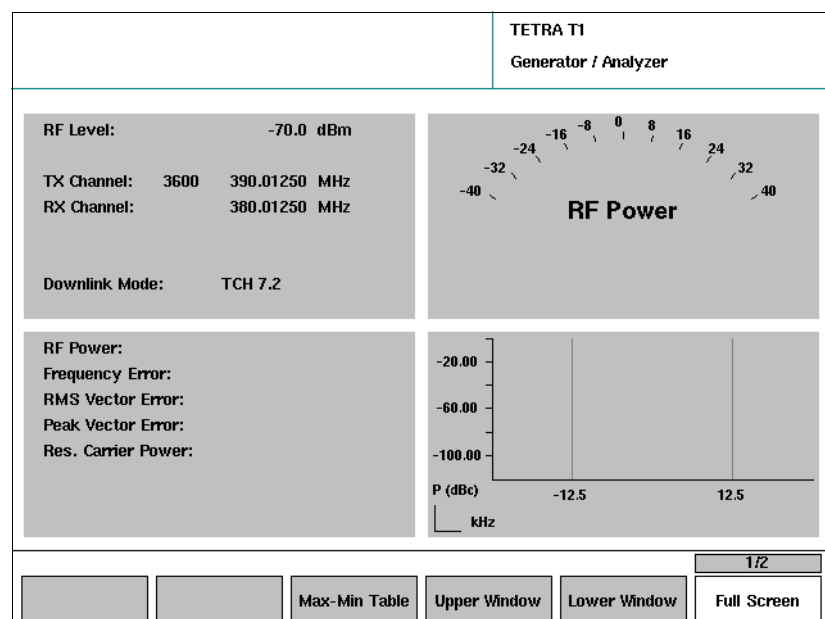 TETRA T1
Generator / Analyzer
RF Level: -70.0 dBm
TX Channel: 3600 390.01250 MHz
RX Channel: 380.01250 MHz
Downlink Mode: TCH 7.2
-40 -32 -24 -16 -8 0 8 16 24 32 40
RF Power
RF Power:
Frequency Error:
RMS Vector Error:
Peak Vector Error:
Res. Carrier Power:
-20.00
-60.00
-100.00
P (dBc)
-12.5 12.5
kHz
1/2
Max-Min Table Upper Window Lower Window Full Screen